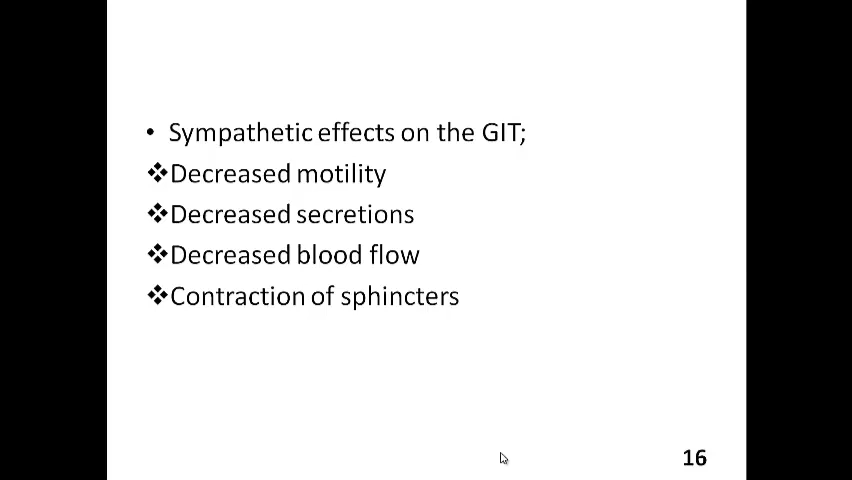 • Sympathetic effects on the GIT;
❖Decreased motility
❖Decreased secretions
❖Decreased blood flow
❖Contraction of sphincters
16